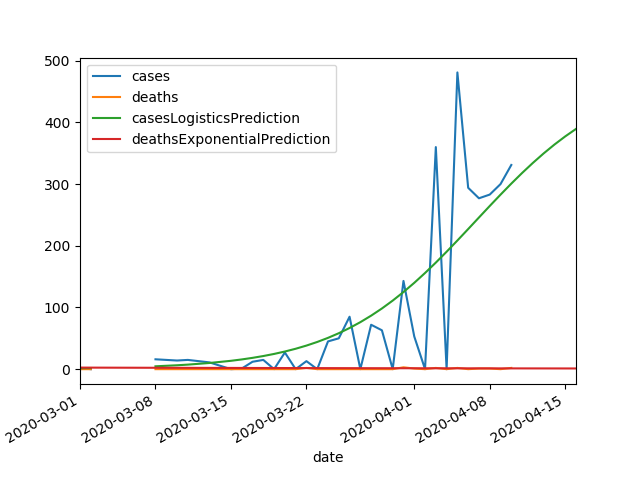 500
400
300
200
100
0
cases
deaths
casesLogisticsPrediction
deathsExponentialPrediction
2020-03-01
2020-03-08
2020-03-15
2020-03-22
2020-04-01
2020-04-08
2020-04-15
date